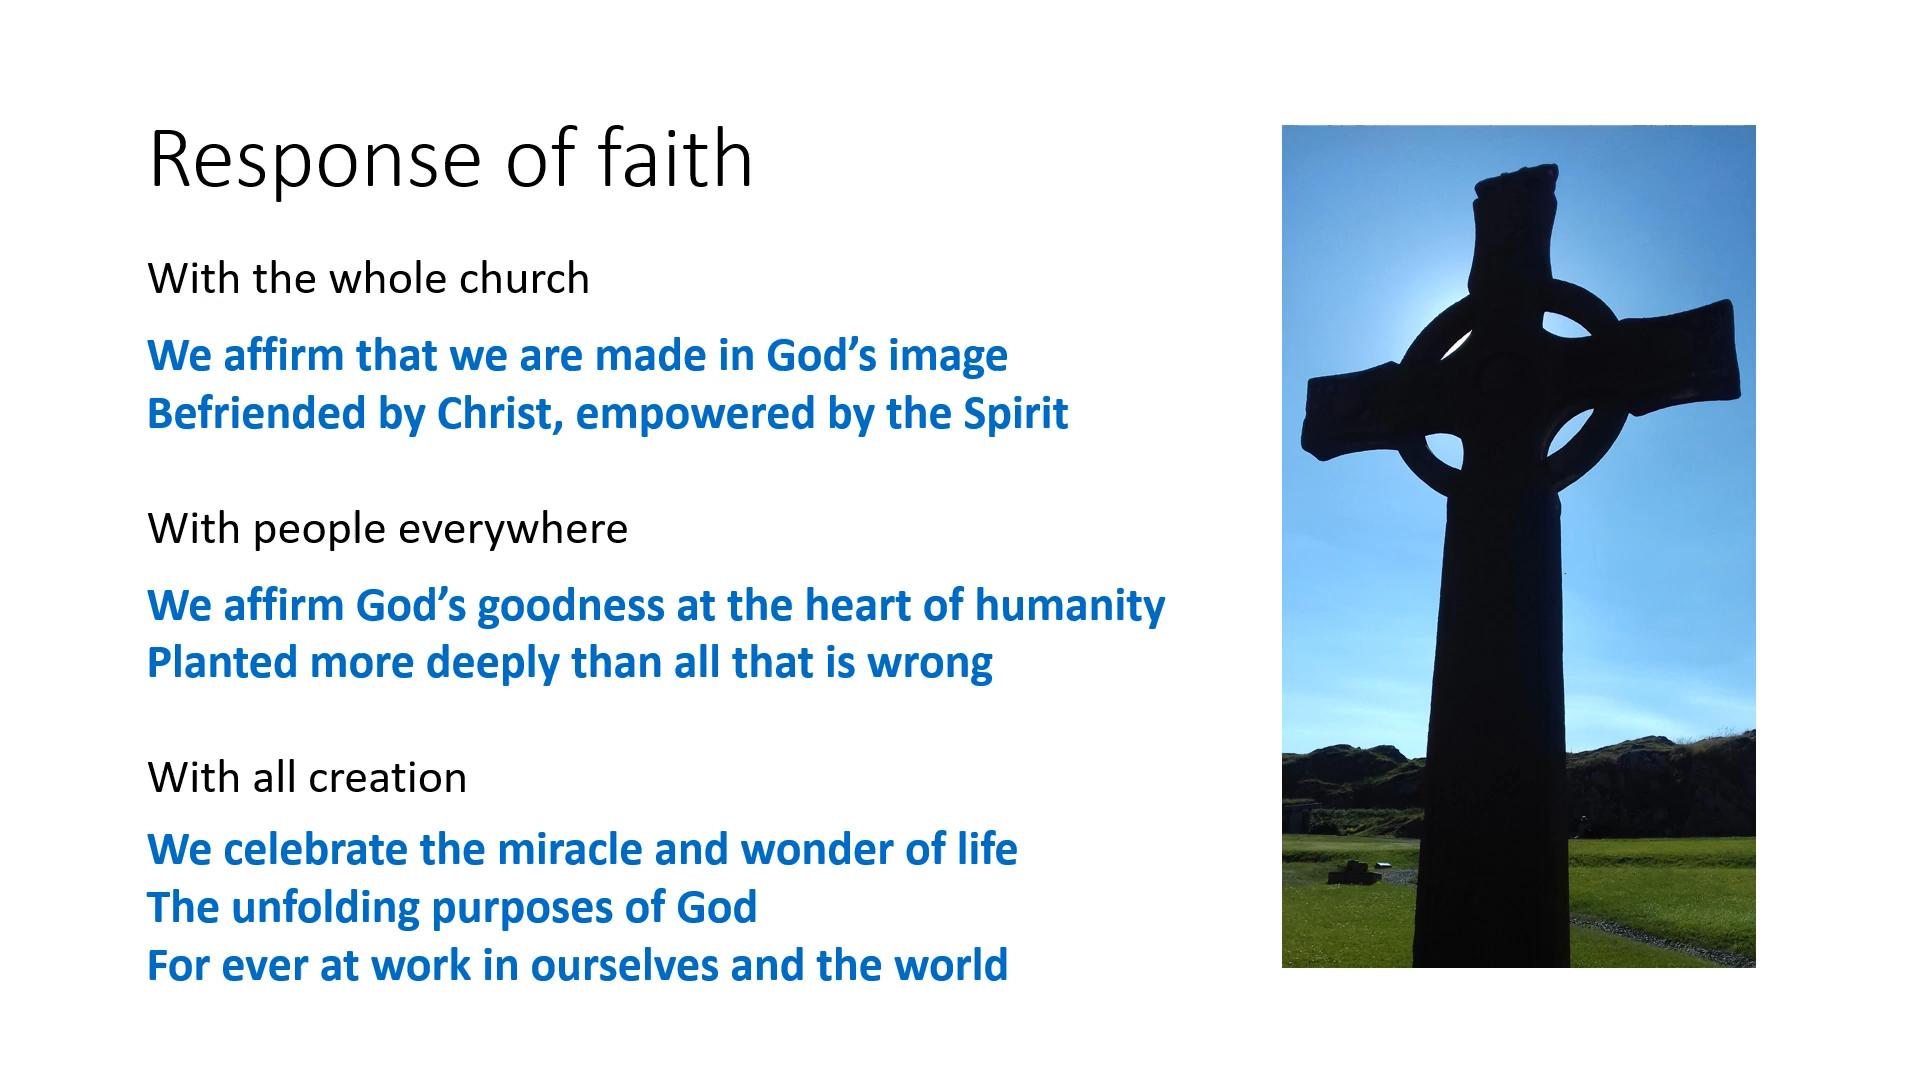 Response of faith
With the whole church
We affirm that we are made in God’s image
Befriended by Christ, empowered by the Spirit
With people everywhere
We affirm God’s goodness at the heart of humanity
Planted more deeply than all that is wrong
With all creation
We celebrate the miracle and wonder of life
The unfolding purposes of God
For ever at work in ourselves and the world